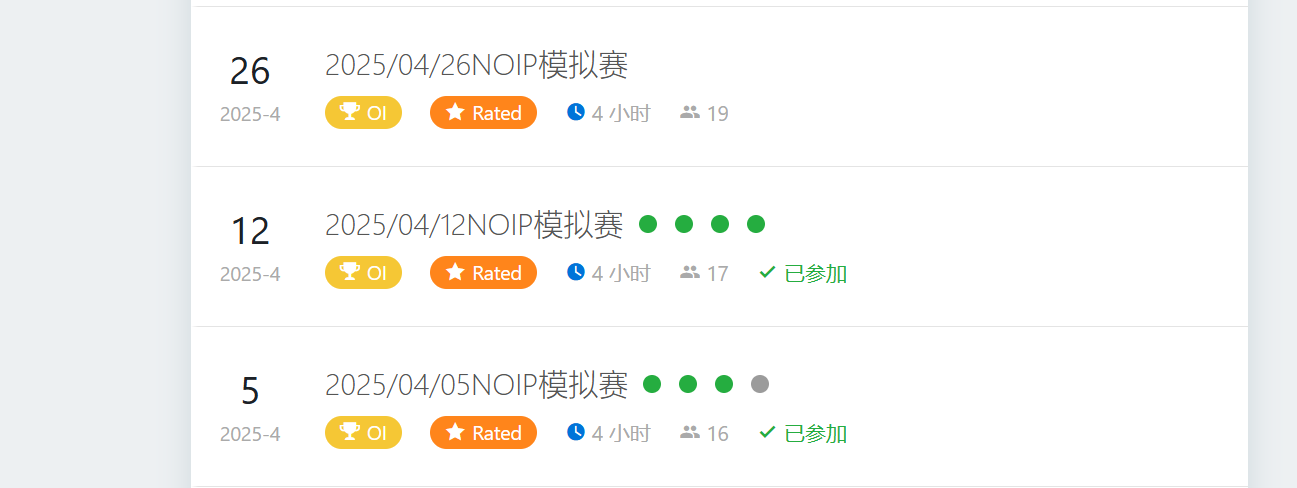 26
2025-4
2025/04/26NOIP模拟赛
OI Rated 4 小时 19
12
2025-4
2025/04/12NOIP模拟赛
OI Rated 4 小时 17 已参加
5
2025-4
2025/04/05NOIP模拟赛
OI Rated 4 小时 16 已参加